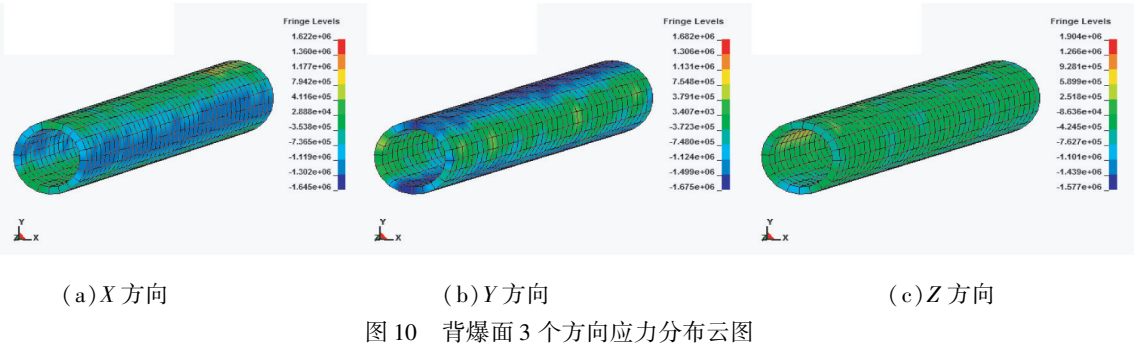 Fringe Levels
1.622e+06
1.360e+06
1.177e+06
7.942e+05
4.116e+05
2.888e+04
-3.538e+05
-7.365e+05
-1.119e+06
-1.302e+06
-1.645e+06
Y
Z X
Fringe Levels
1.682e+06
1.306e+06
1.131e+06
7.548e+05
3.791e+05
3.407e+03
-3.723e+05
-7.480e+05
-1.124e+06
-1.499e+06
-1.675e+06
Y
Z X
Fringe Levels
1.904e+06
1.266e+06
9.281e+05
5.899e+05
2.518e+05
-8.636e+04
-4.245e+05
-7.627e+05
-1.101e+06
-1.439e+06
-1.577e+06
Y
Z X
(a)X 方向
(b)Y 方向
(c)Z 方向
图 10 背爆面 3 个方向应力分布云图